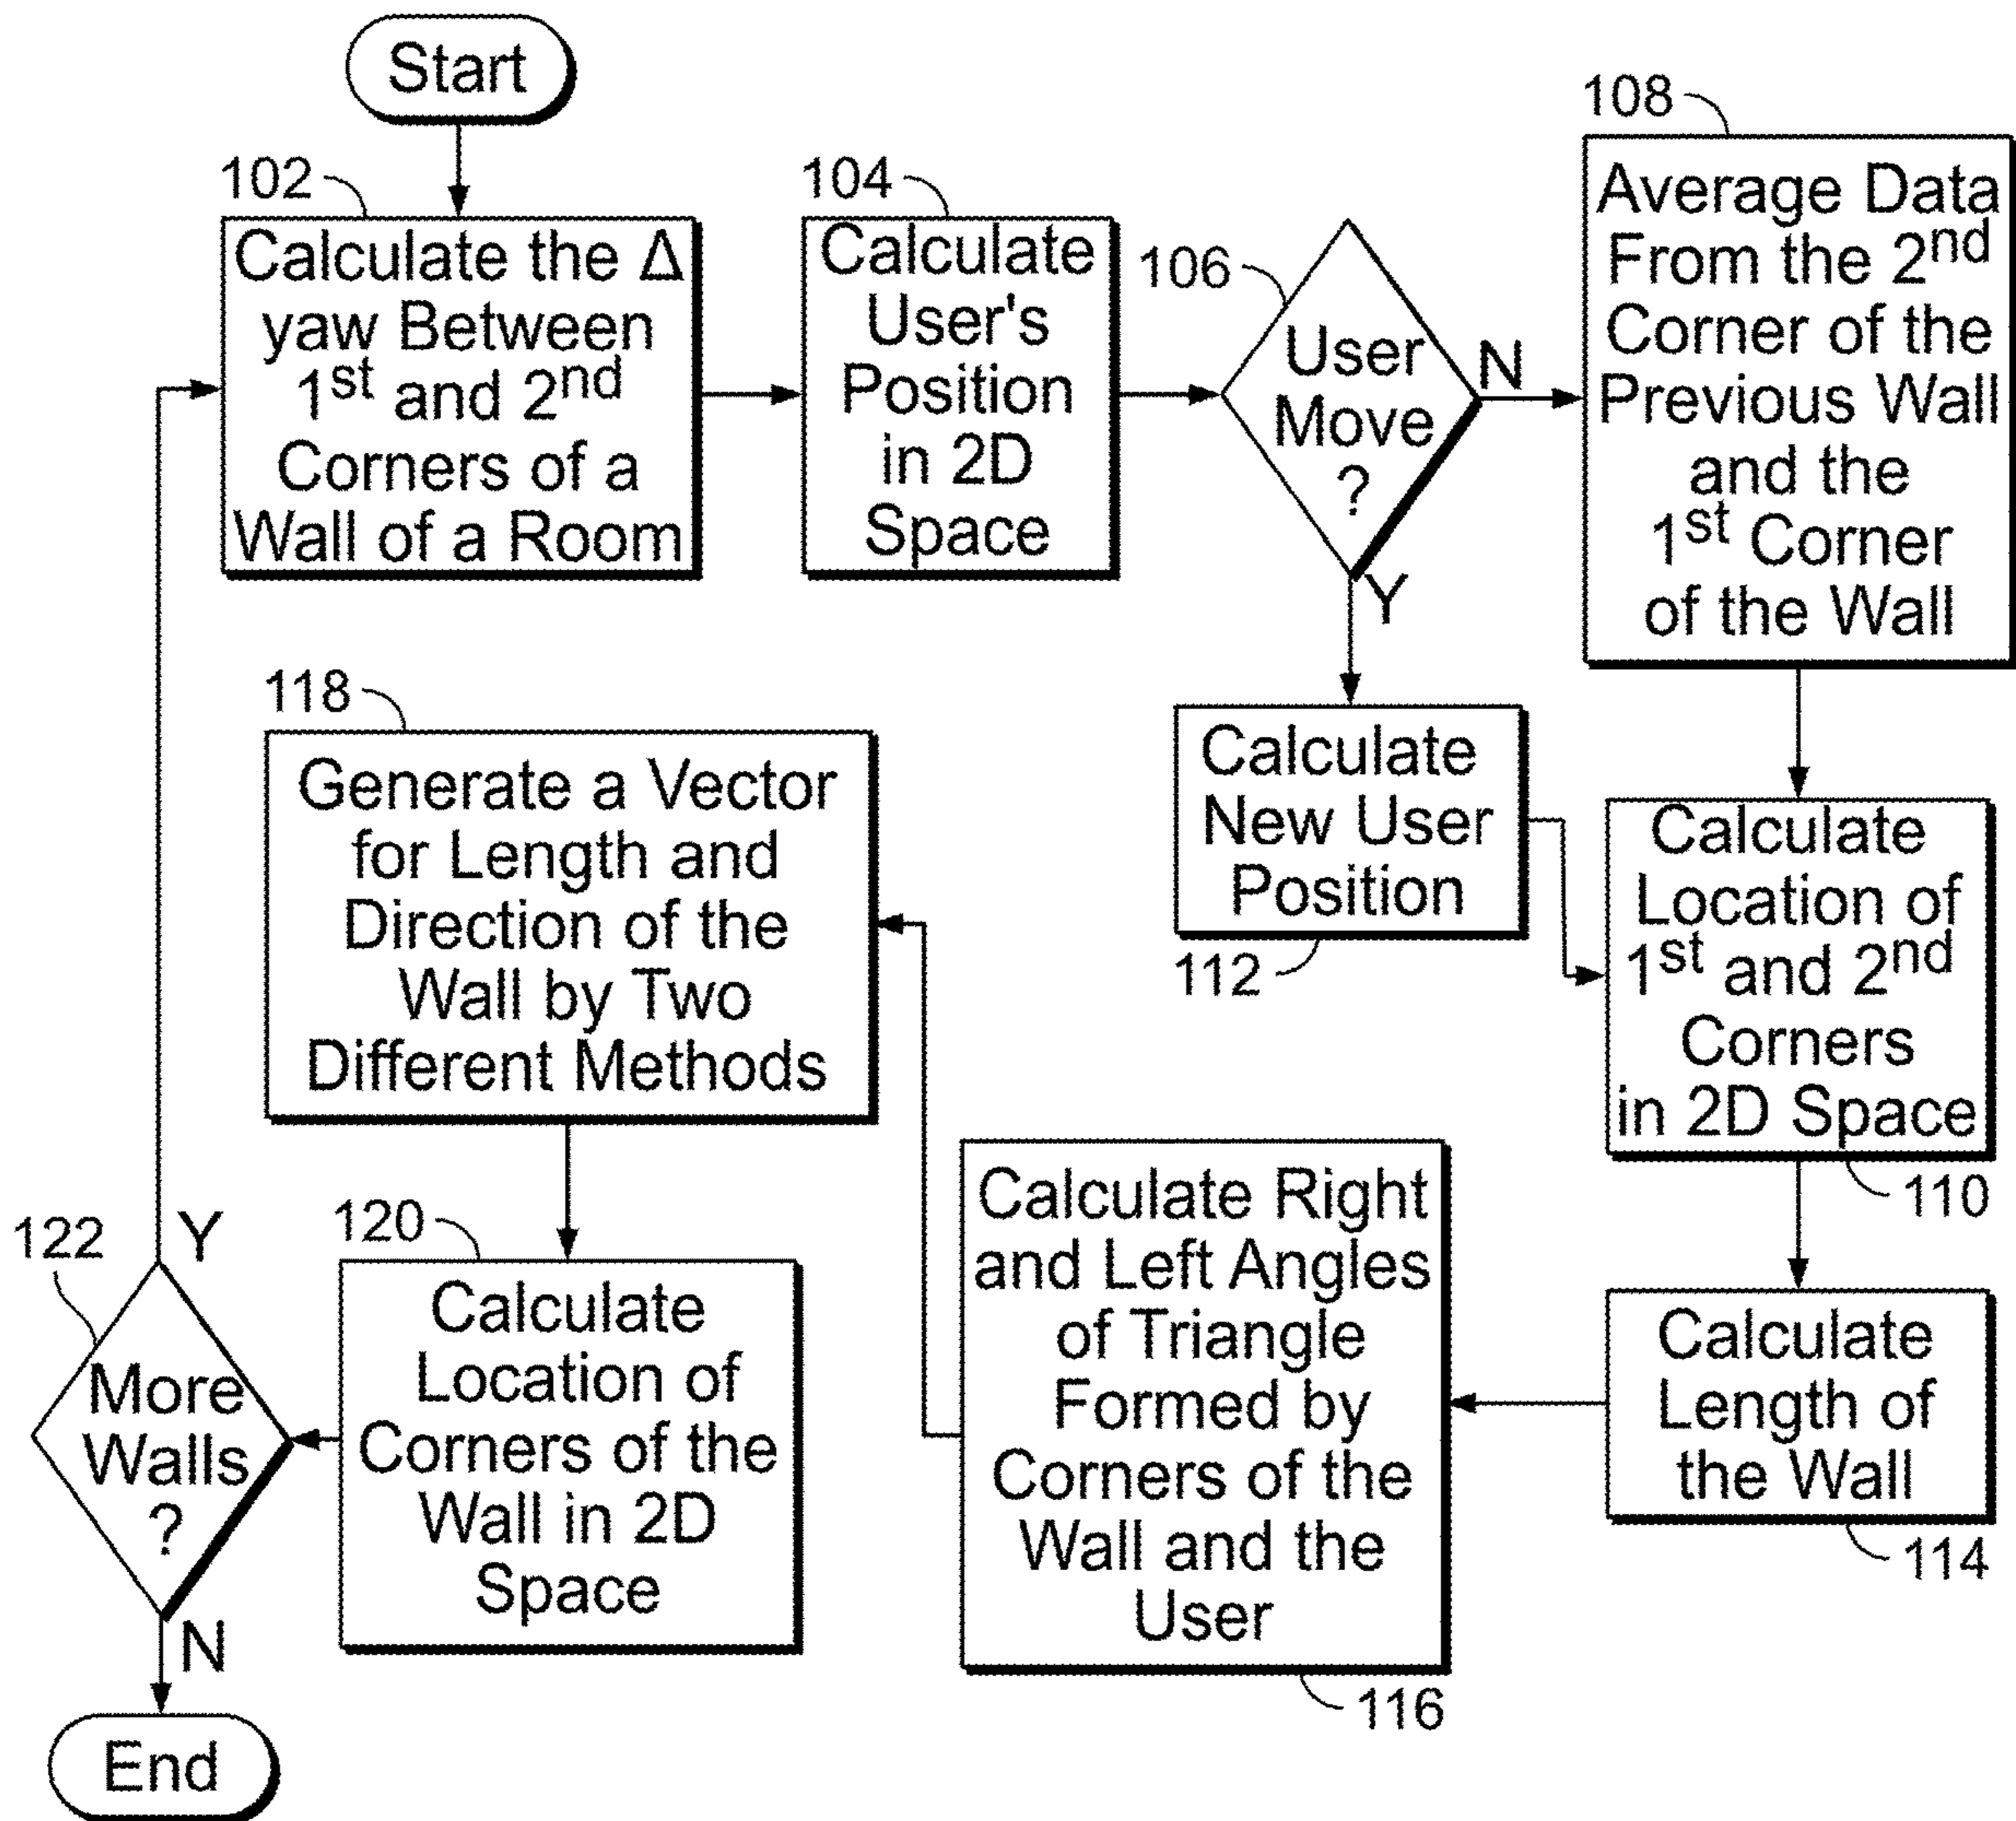 Start
102
Calculate the Δ
yaw Between
1st and 2nd
Corners of a
Wall of a Room
104
Calculate
User's
Position
in 2D
Space
106
User
Move
?
N
Y
108
Average Data
From the 2nd
Corner of the
Previous Wall
and the
1st Corner
of the Wall
112
Calculate
New User
Position
110
Calculate
Location of
1st and 2nd
Corners
in 2D Space
114
Calculate
Length of
the Wall
116
Calculate Right
and Left Angles
of Triangle
Formed by
Corners of the
Wall and the
User
118
Generate a Vector
for Length and
Direction of the
Wall by Two
Different Methods
120
Calculate
Location of
Corners of the
Wall in 2D
Space
122
More
Walls
?
Y
N
End